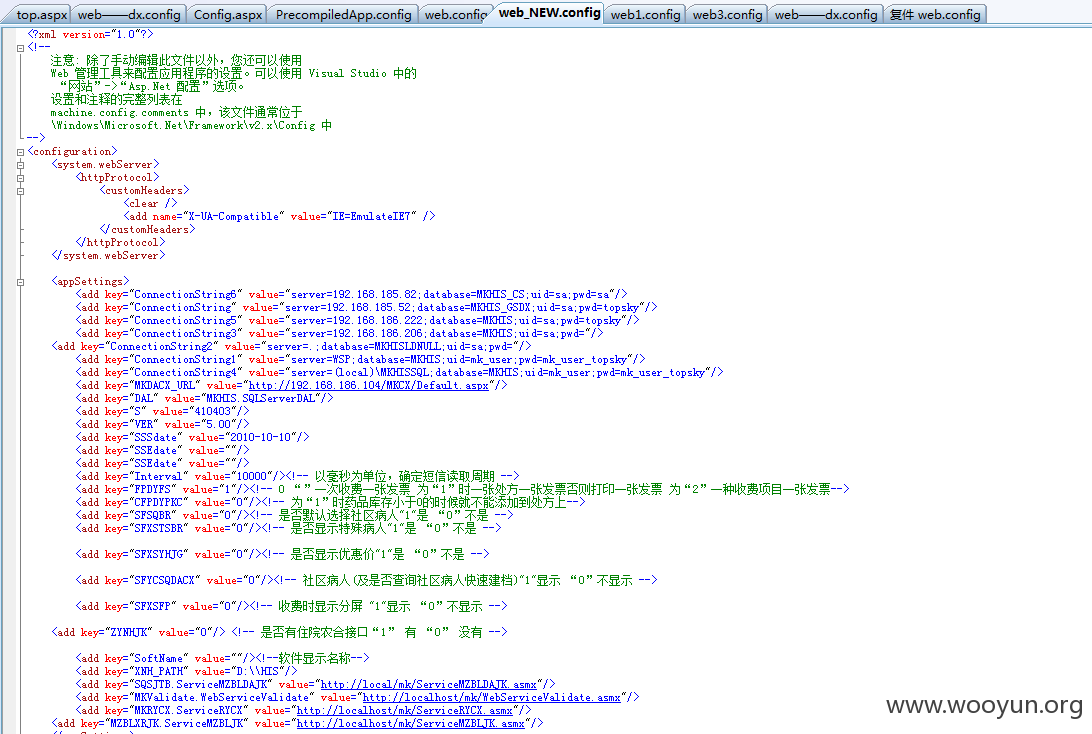 top.aspx web——dx.config Config.aspx PrecompiledApp.config web.config web_NEW.config web1.config web3.config web——dx.config 复件 web.config
<?xml version="1.0"?>
<!--
注意: 除了手动编辑此文件以外，您还可以使用
Web 管理工具来配置应用程序的设置。可以使用 Visual Studio 中的
“网站”->“Asp.Net 配置”选项。
设置和注释的完整列表在
machine.config.comments 中，该文件通常位于
\Windows\Microsoft.Net\Framework\v2.x\Config 中
-->
<configuration>
<system.webServer>
<httpProtocol>
<customHeaders>
<clear />
<add name="X-UA-Compatible" value="IE=EmulateIE7" />
</customHeaders>
</httpProtocol>
</system.webServer>
<appSettings>
<add key="ConnectionString6" value="server=192.168.185.82;database=MKHIS_CS;uid=sa;pwd=sa"/>
<add key="ConnectionString" value="server=192.168.185.52;database=MKHIS_GSDX;uid=sa;pwd=topsky"/>
<add key="ConnectionString5" value="server=192.168.186.222;database=MKHIS;uid=sa;pwd=topsky"/>
<add key="ConnectionString3" value="server=192.168.186.206;database=MKHIS;uid=sa;pwd="/>
<add key="ConnectionString2" value="server=.;database=MKHISLDNULL;uid=sa;pwd="/>
<add key="ConnectionString1" value="server=WSP;database=MKHIS;uid=mk_user;pwd=mk_user_topsky"/>
<add key="ConnectionString4" value="server=(local)\MKHISSQL;database=MKHIS;uid=mk_user;pwd=mk_user_topsky"/>
<add key="MKDACX_URL" value="http://192.168.186.104/MKCX/Default.aspx"/>
<add key="DAL" value="MKHIS.SQLServerDAL"/>
<add key="S" value="410403"/>
<add key="VER" value="5.00"/>
<add key="SSSdate" value="2010-10-10"/>
<add key="SSEdate" value=""/>
<add key="SSEdate" value=""/>
<add key="Interval" value="10000"/><!-- 以毫秒为单位，确定短信读取周期 -->
<add key="FPDYFS" value="1"/><!-- 0 “ ”一次收费一张发票 为“1”时一张处方一张发票否则打印一张发票 为“2”一种收费项目一张发票-->
<add key="CFPDYPKC" value="0"/><!-- 为“1”时药品库存小于0的时候就不能添加到处方上-->
<add key="SFSQBR" value="0"/><!-- 是否默认选择社区病人"1"是 “0”不是 -->
<add key="SFXSTSBR" value="0"/><!-- 是否显示特殊病人"1"是 “0”不是 -->
<add key="SFXSYHJG" value="0"/><!-- 是否显示优惠价"1"是 “0”不是 -->
<add key="SFYCSQDACX" value="0"/><!-- 社区病人(及是否查询社区病人快速建档)"1"显示 “0”不显示 -->
<add key="SFXSFP" value="0"/><!-- 收费时显示分屏 "1"显示 “0”不显示 -->
<add key="ZYNHJK" value="0"/> <!-- 是否有住院农合接口“1” 有 “0” 没有 -->
<add key="SoftName" value=""/><!--软件显示名称-->
<add key="XNH_PATH" value="D:\\HIS"/>
<add key="SQSJTB.ServiceMZBLDAJK" value="http://local/mk/ServiceMZBLDAJK.asmx"/>
<add key="MKValidate.WebServiceValidate" value="http://localhost/mk/WebServiceValidate.asmx"/>
<add key="MKRYCX.ServiceRYCX" value="http://localhost/mk/ServiceRYCX.asmx"/>
<add key="MZBLXRJK.ServiceMZBLJK" value="http://localhost/mk/ServiceMZBLJK.asmx"/>
www.wooyun.org